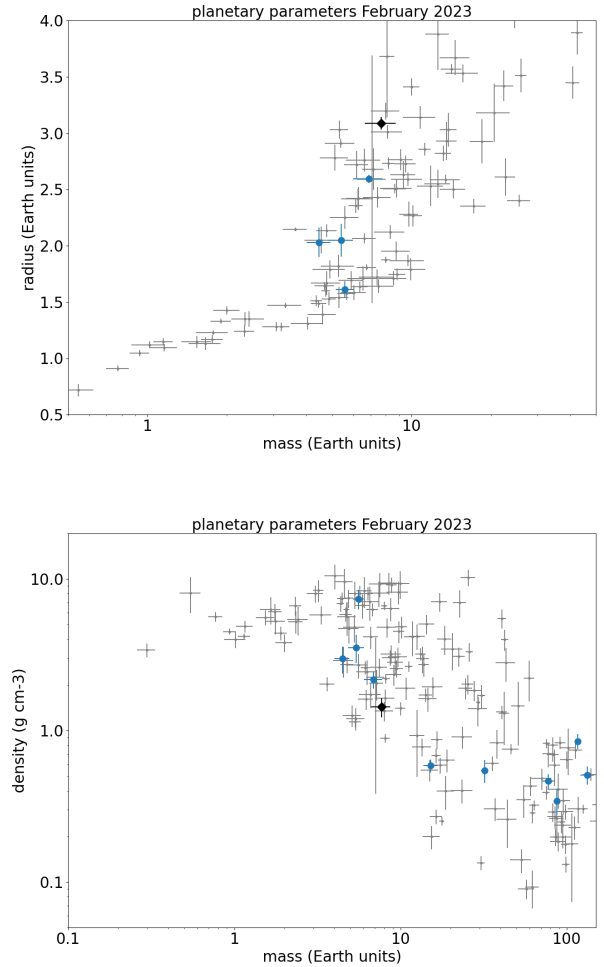 planetary parameters February 2023
4.0
3.5
3.0
2.5
2.0
1.5
1.0
0.5
radius (Earth units)
1 10
mass (Earth units)
planetary parameters February 2023
10.0
1.0
0.1
density (g cm-3)
0.1 1 10 100
mass (Earth units)